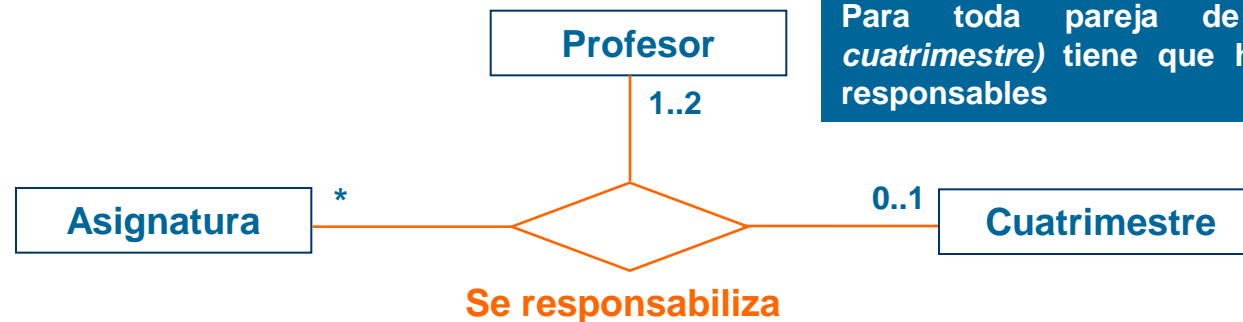 Profesor
Para toda pareja de
cuatrimestre) tiene que
responsables
1..2
Asignatura
*
0..1
Cuatrimestre
Se responsabiliza